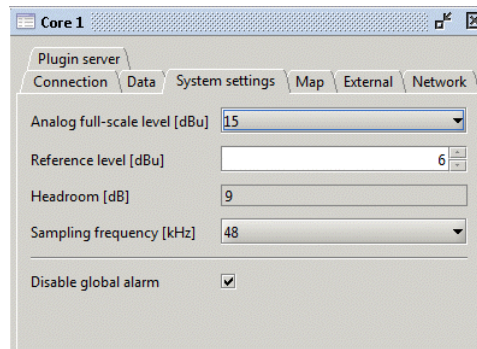 Core 1
Plugin server
Connection Data System settings Map External Network
Analog full-scale level [dBu] 15
Reference level [dBu] 6
Headroom [dB] 9
Sampling frequency [kHz] 48
Disable global alarm